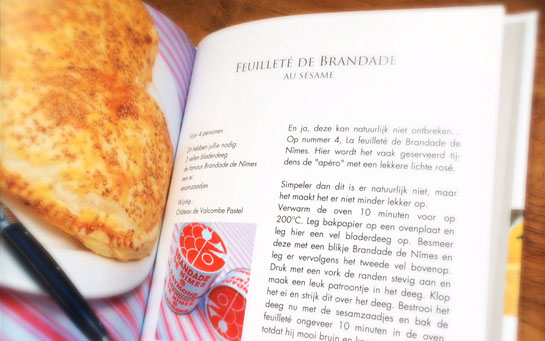 FEUILLETÉ DE BRANDADE
AU SÉSAME
Voor 4 personen
Dit hebben jullie nodig:
2 vellen bladerdeeg
de famous Brandade de Nîmes
een ei
sesamzaadjes
Wijntip:
Château de Valcombe Pastel
En ja, deze kan natuurlijk niet ontbreken...
Op nummer 4, La feuilleté de Brandade de
Nîmes. Hier wordt het vaak geserveerd tij-
dens de "apéro" met een lekkere lichte rosé.
Simpeler dan dit is er natuurlijk niet, maar
het maakt het er niet minder lekker op.
Verwarm de oven 10 minuten voor op
200°C. Leg bakpapier op een ovenplaat en
leg hier een vel bladerdeeg op. Besmeer
deze met een blikje Brandade de Nîmes en
leg er vervolgens het tweede vel bovenop.
Druk met een vork de randen stevig aan en
maak een leuk patroontje in het deeg. Klop
het ei en strijk dit over het deeg. Bestrooi het
deeg nu met de sesamzaadjes en bak de
feuilleté ongeveer 10 minuten in de oven
totdat hij mooi bruin en
BRANDADE
NIMES